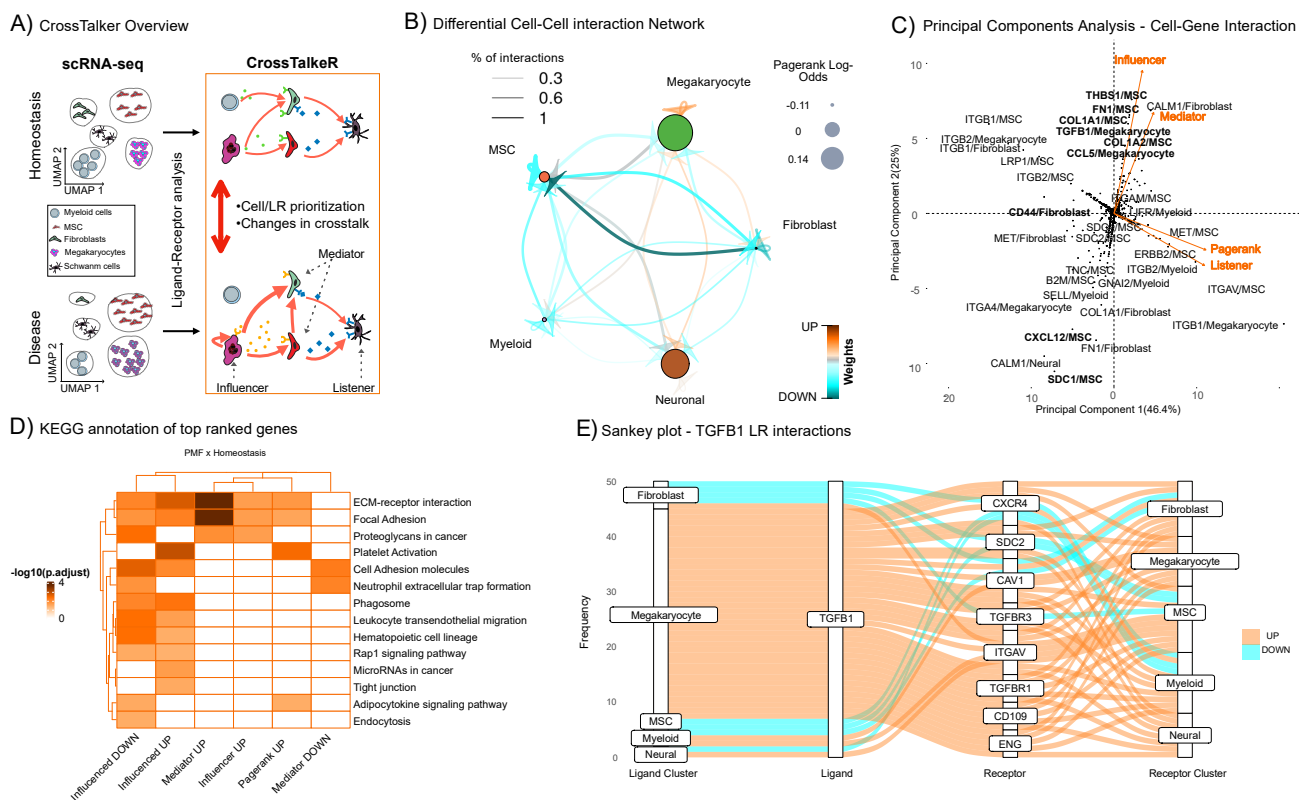 A) CrossTalker Overview
scRNA-seq
CrossTalkeR
Homeostasis
UMAP 2
UMAP 1
Ligand-Receptor analysis
Myeloid cells
MSC
Fibroblasts
Megakaryocytes
Schwanm cells
•Cell/LR prioritization
•Changes in crosstalk
Disease
UMAP 2
UMAP 1
Mediator
Influencer
Listener
B) Differential Cell-Cell interaction Network
% of interactions
0.3
0.6
1
Megakaryocyte
MSC
Fibroblast
Myeloid
Neuronal
Pagerank Log-
Odds
-0.11
0
0.14
UP
Weights
DOWN
C) Principal Components Analysis - Cell-Gene Interaction
Principal Component 2(25%)
10
5
0
-5
10
20
10
0
Principal Component 1(46.4%)
Influencer
THBS1/MSC
FN1/MSC
CALM1/Fibroblast
COL1A1/MSC
Mediator
ITGB1/MSC
TGFB1/Megakaryocyte
ITGB2/Megakaryocyte
COL1A2/MSC
ITGB1/Fibroblast
CCL5/Megakaryocyte
LRP1/MSC
ITGB2/MSC
ITGAM/MSC
CD44/Fibroblast
LIFR/Myeloid
MET/Fibroblast
SDC2/MSC
MET/MSC
Pagerank
ERBB2/MSC
Listener
TNC/MSC
ITGB2/Myeloid
B2M/MSC
GNAI2/Myeloid
ITGAV/MSC
SELL/Myeloid
ITGA4/Megakaryocyte
COL1A1/Fibroblast
ITGB1/Megakaryocyte
CXCL12/MSC
FN1/Fibroblast
CALM1/Neural
SDC1/MSC
D) KEGG annotation of top ranked genes
PMF x Homeostasis
-log10(p.adjust)
4
0
ECM-receptor interaction
Focal Adhesion
Proteoglycans in cancer
Platelet Activation
Cell Adhesion molecules
Neutrophil extracellular trap formation
Phagosome
Leukocyte transendothelial migration
Hematopoietic cell lineage
Rap1 signaling pathway
MicroRNAs in cancer
Tight junction
Adipocytokine signaling pathway
Endocytosis
Influcenced DOWN
Influcenced UP
Mediator UP
Influencer UP
Pagerank UP
Mediator DOWN
E) Sankey plot - TGFB1 LR interactions
Frequency
50
40
30
20
10
0
Fibroblast
Megakaryocyte
MSC
Myeloid
Neural
TGFB1
CXCR4
SDC2
CAV1
TGFBR3
ITGAV
TGFBR1
CD109
ENG
Fibroblast
Megakaryocyte
MSC
Myeloid
Neural
Ligand Cluster
Ligand
Receptor
Receptor Cluster
UP
DOWN